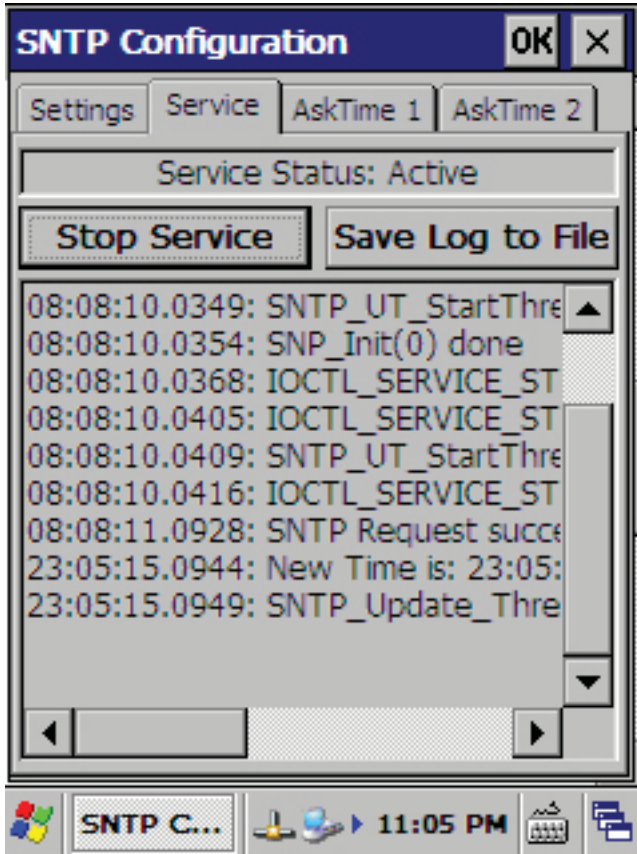 SNTP Configuration OK ×
Settings Service AskTime 1 AskTime 2
Service Status: Active
Stop Service Save Log to File
08:08:10.0349: SNTP_UT_StartThre
08:08:10.0354: SNP_Init(0) done
08:08:10.0368: IOCTL_SERVICE_ST
08:08:10.0405: IOCTL_SERVICE_ST
08:08:10.0409: SNTP_UT_StartThre
08:08:10.0416: IOCTL_SERVICE_ST
08:08:11.0928: SNTP Request succe
23:05:15.0944: New Time is: 23:05:
23:05:15.0949: SNTP_Update_Thre
SNTP C... 11:05 PM